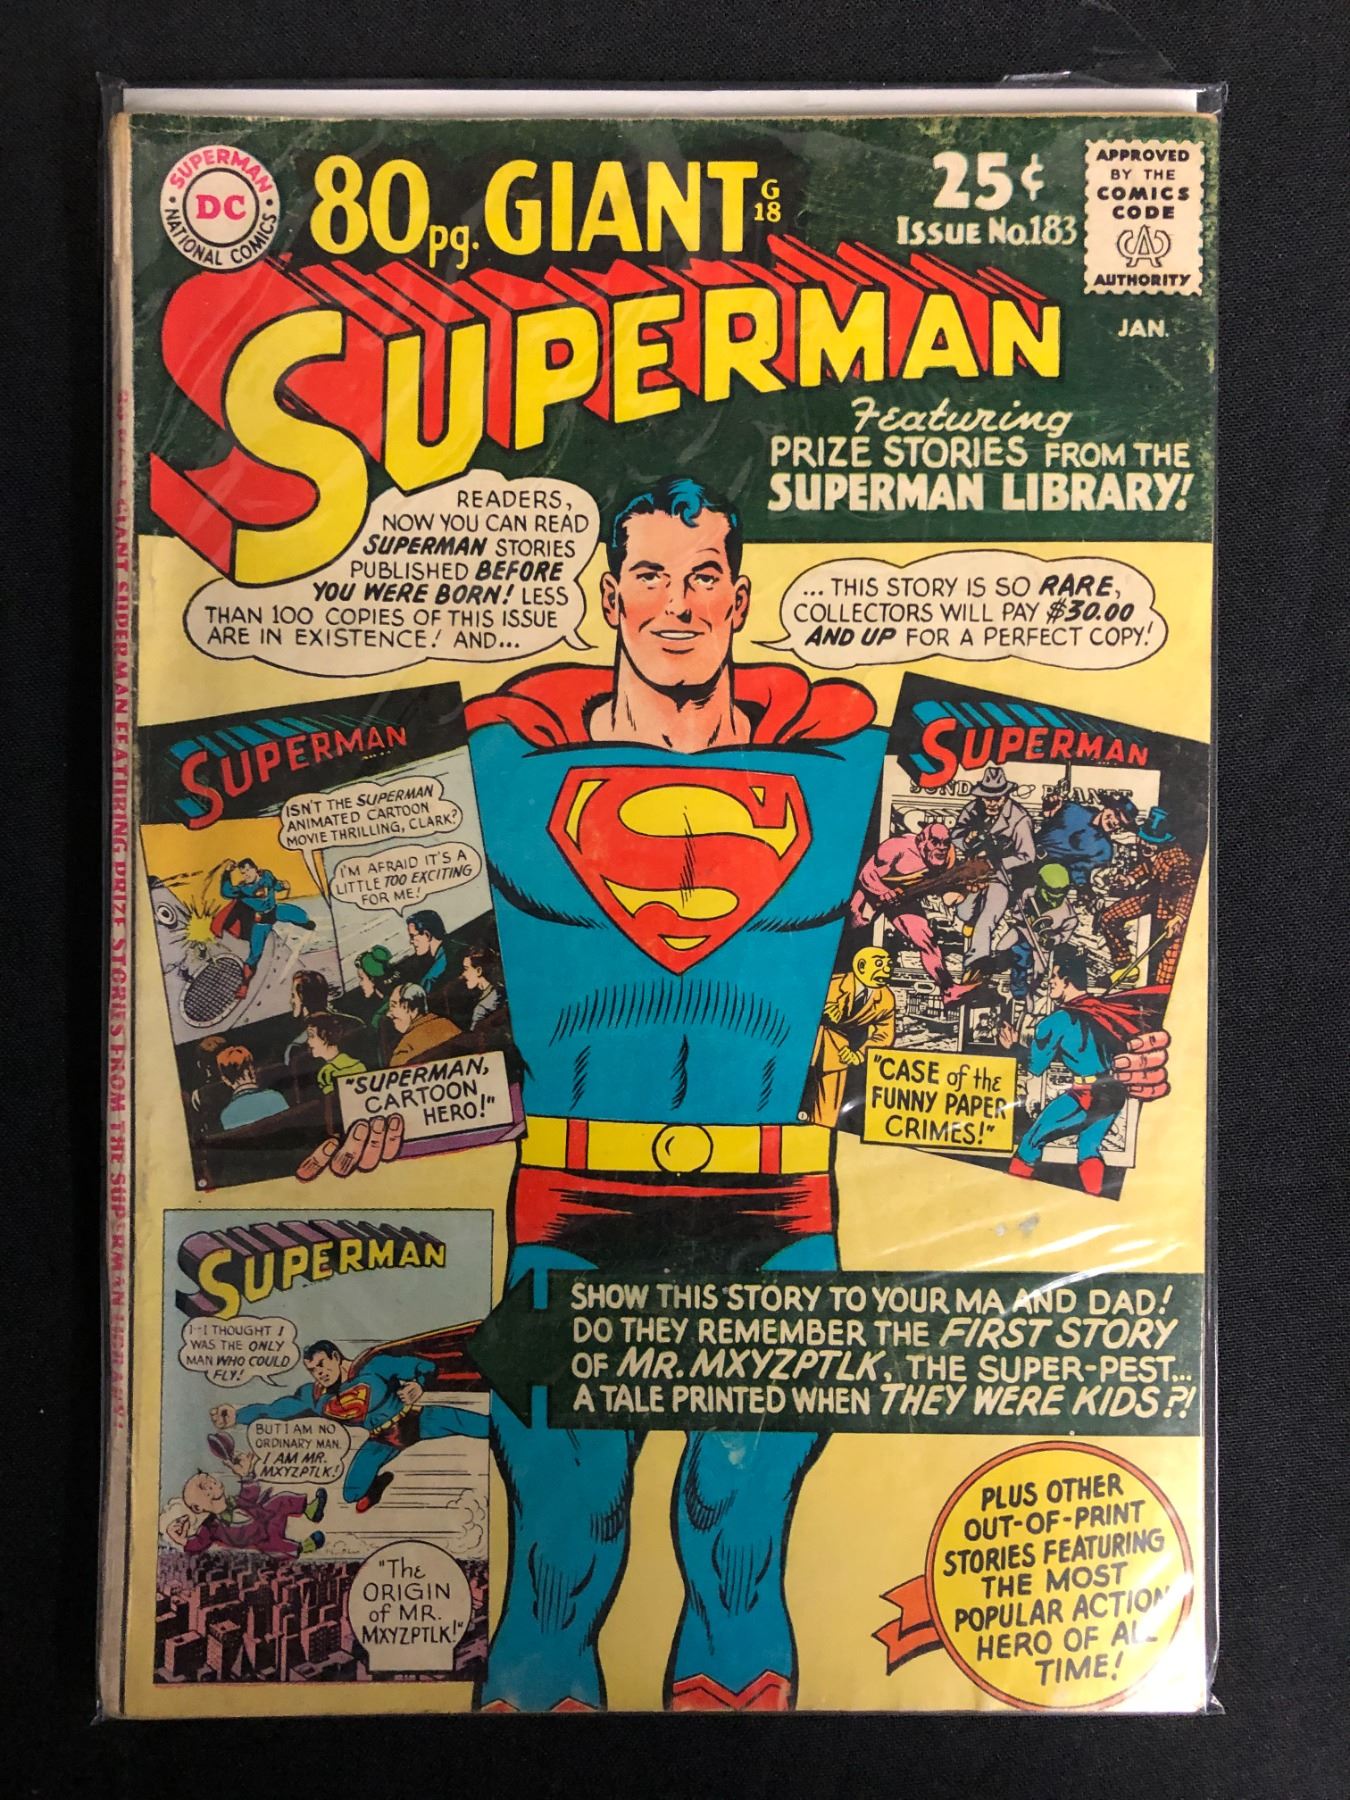 SUPERMAN
DC
NATIONAL COMICS
80pg. GIANT
G
18
25¢
ISSUE No.183
APPROVED
BY THE
COMICS
CODE
CA
AUTHORITY
JAN.
SUPERMAN
Featuring
PRIZE STORIES FROM THE
SUPERMAN LIBRARY!
READERS,
NOW YOU CAN READ
SUPERMAN STORIES
PUBLISHED BEFORE
YOU WERE BORN! LESS
THAN 100 COPIES OF THIS ISSUE
ARE IN EXISTENCE! AND...
...THIS STORY IS SO RARE,
COLLECTORS WILL PAY $30.00
AND UP FOR A PERFECT COPY!
SUPERMAN
ISN'T THE SUPERMAN
ANIMATED CARTOON
MOVIE THRILLING, CLARK?
I'M AFRAID IT'S A
LITTLE TOO EXCITING
FOR ME!
"SUPERMAN,
CARTOON
HERO!"
SUPERMAN
PLANET
"CASE of the
FUNNY PAPER
CRIMES!"
SUPERMAN
I-I THOUGHT I
WAS THE ONLY
MAN WHO COULD
FLY!
BUT I AM NO
ORDINARY MAN.
I AM MR.
MXYZPTLK!
"The
ORIGIN
of MR.
MXYZPTLK!"
SHOW THIS STORY TO YOUR MA AND DAD!
DO THEY REMEMBER THE FIRST STORY
OF MR. MXYZPTLK, THE SUPER-PEST...
A TALE PRINTED WHEN THEY WERE KIDS?!
PLUS OTHER
OUT-OF-PRINT
STORIES FEATURING
THE MOST
POPULAR ACTION
HERO OF ALL
TIME!
GIANT SUPERMAN FEATURING PRIZE STORIES FROM THE SUPERMAN LIBRARY!